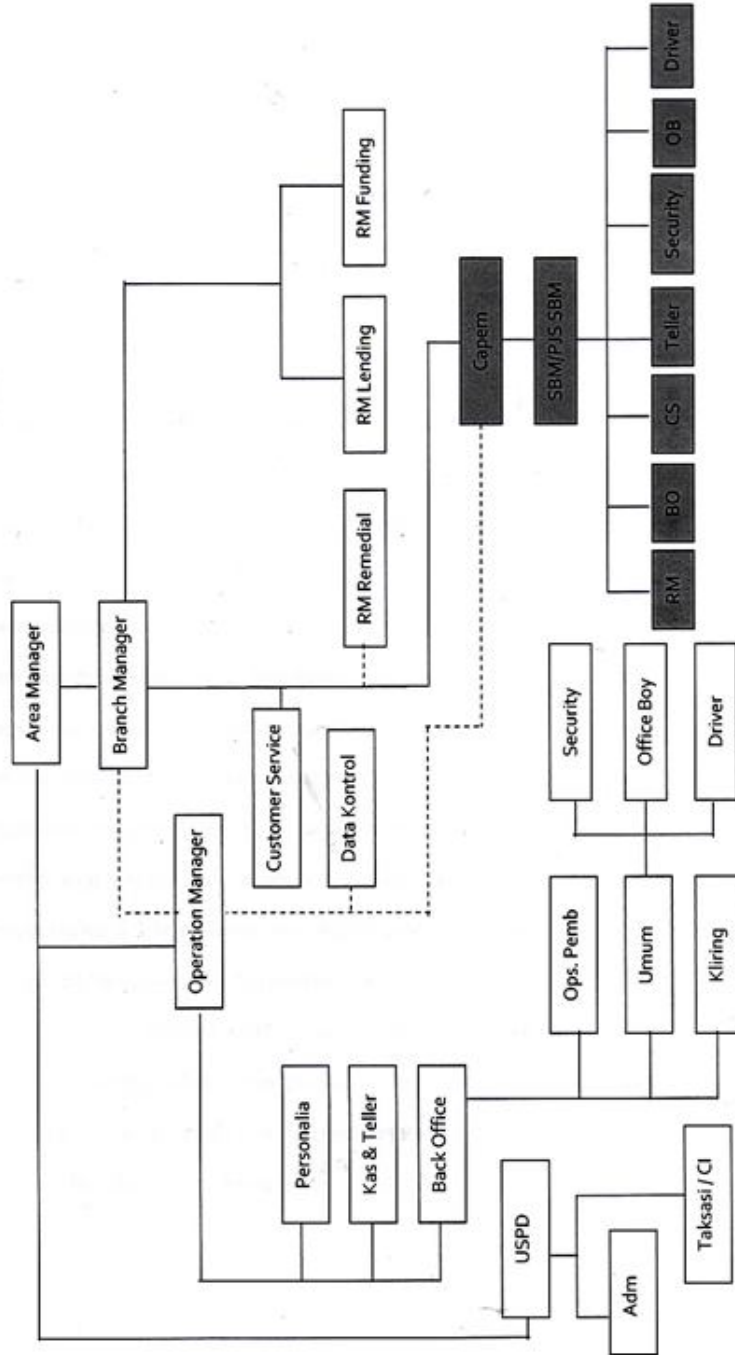 Area Manager
Branch Manager
Operation Manager
Customer Service
Data Kontrol
RM Remedial
RM Lending
RM Funding
Personalia
Kas & Teller
Back Office
Capem
SBM/PJS SBM
USPD
Adm
Taksasi / CI
Ops. Pemb
Umum
Kliring
Security
Office Boy
Driver
RM
BO
CS
Teller
Security
OB
Driver